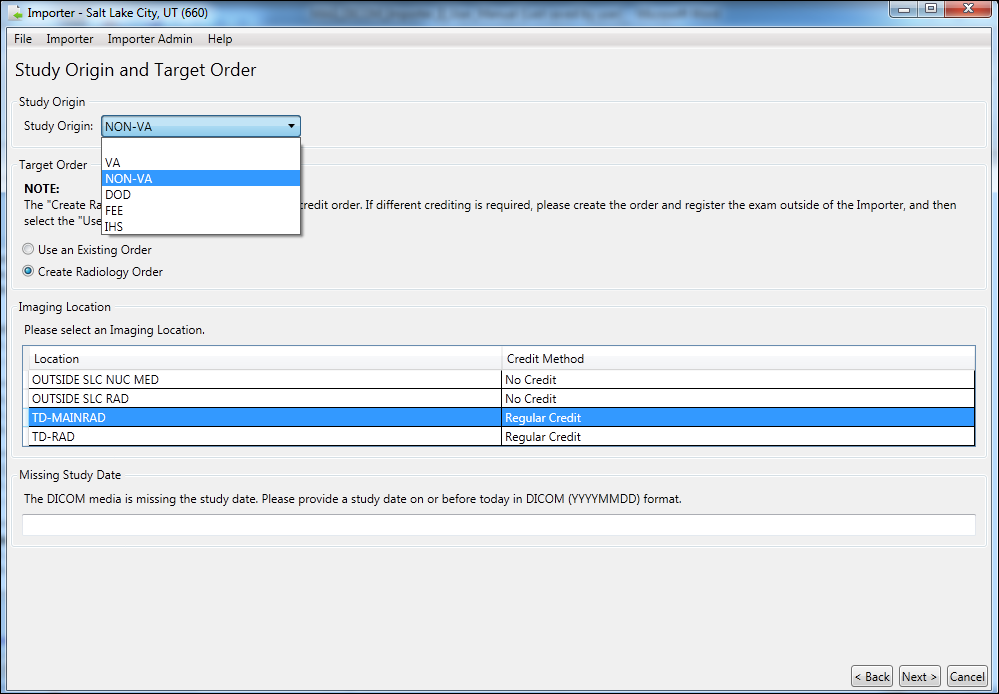 Importer - Salt Lake City, UT (660)
File Importer Importer Admin Help
Study Origin and Target Order
Study Origin
Study Origin: NON-VA
VA
NON-VA
DOD
FEE
IHS
Target Order
NOTE:
The "Create Ra credit order. If different crediting is required, please create the order and register the exam outside of the Importer, and then
select the "Use
Use an Existing Order
Create Radiology Order
Imaging Location
Please select an Imaging Location.
Location Credit Method
OUTSIDE SLC NUC MED No Credit
OUTSIDE SLC RAD No Credit
TD-MAINRAD Regular Credit
TD-RAD Regular Credit
Missing Study Date
The DICOM media is missing the study date. Please provide a study date on or before today in DICOM (YYYYMMDD) format.
< Back Next > Cancel